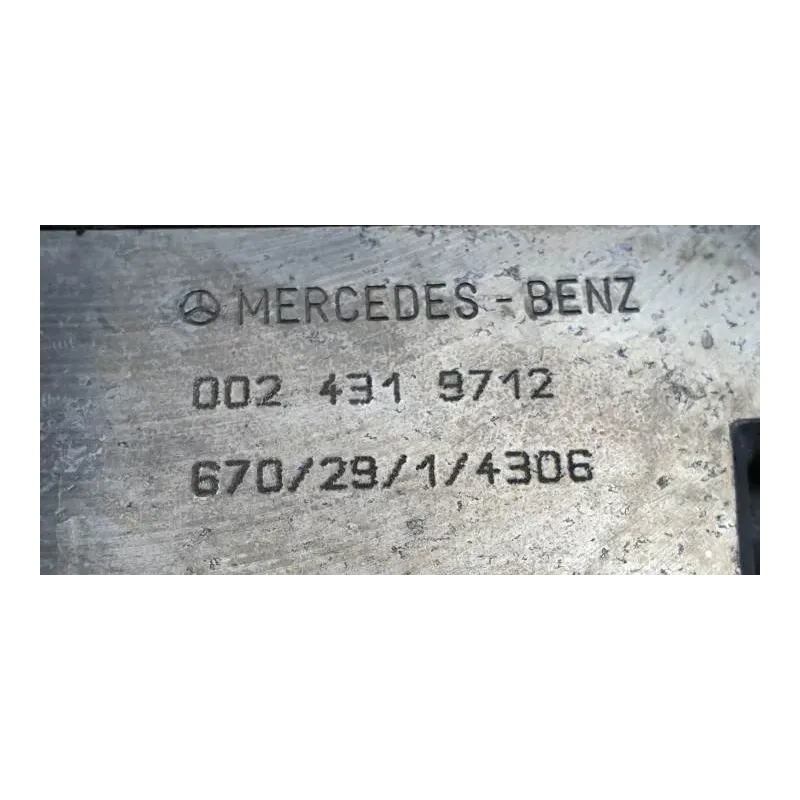 MERCEDES - BENZ
002 431 9712
670/29/1/4306